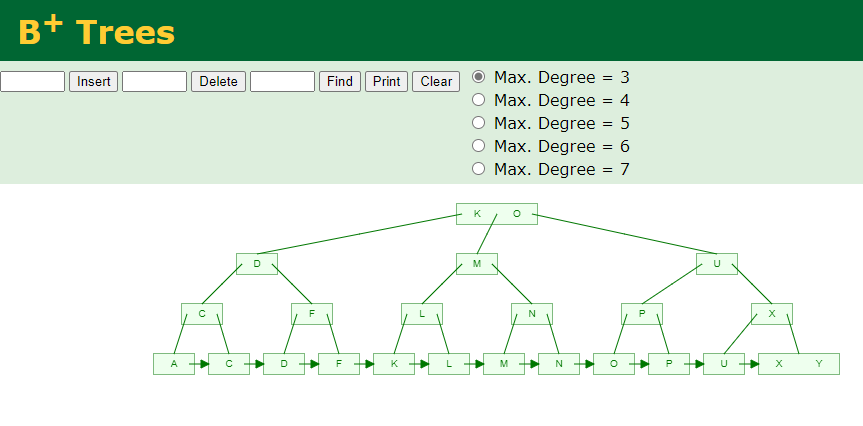 B+ Trees
Insert Delete Find Print Clear
Max. Degree = 3
Max. Degree = 4
Max. Degree = 5
Max. Degree = 6
Max. Degree = 7
K O
D M U
C F L N P X
A C D F K L M N O P U X Y